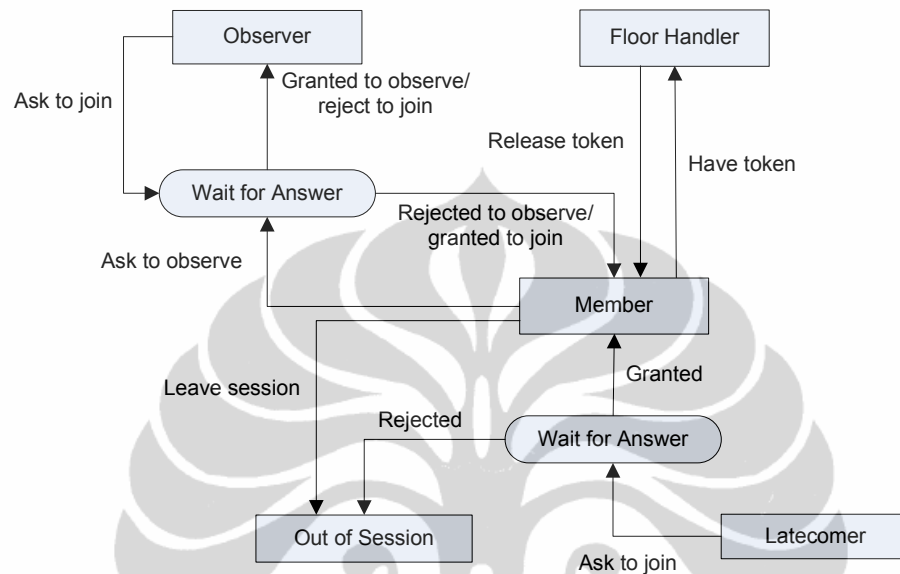 Observer
Floor Handler
Granted to observe/
reject to join
Ask to join
Release token
Have token
Wait for Answer
Rejected to observe/
granted to join
Ask to observe
Member
Leave session
Granted
Rejected
Wait for Answer
Out of Session
Latecomer
Ask to join